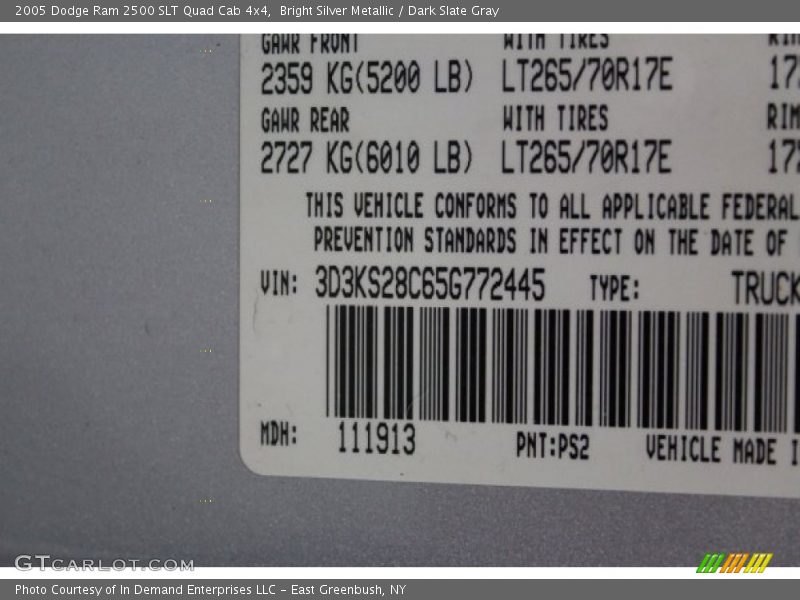 2005 Dodge Ram 2500 SLT Quad Cab 4x4, Bright Silver Metallic / Dark Slate Gray
GAWR FRONT WITH TIRES
2359 KG(5200 LB) LT265/70R17E
GAWR REAR WITH TIRES RIM
2727 KG(6010 LB) LT265/70R17E
THIS VEHICLE CONFORMS TO ALL APPLICABLE FEDERAL
PREVENTION STANDARDS IN EFFECT ON THE DATE OF
VIN: 3D3KS28C65G772445 TYPE: TRUCK
MDH: 111913 PNT:PS2 VEHICLE MADE I
GTCARLOT.COM
Photo Courtesy of In Demand Enterprises LLC – East Greenbush, NY